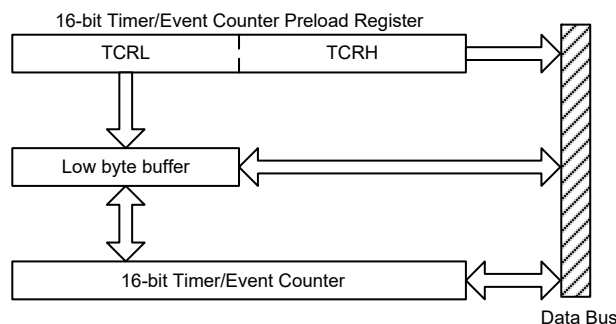 16-bit Timer/Event Counter Preload Register
TCRL TCRH
Low byte buffer
16-bit Timer/Event Counter
Data Bus